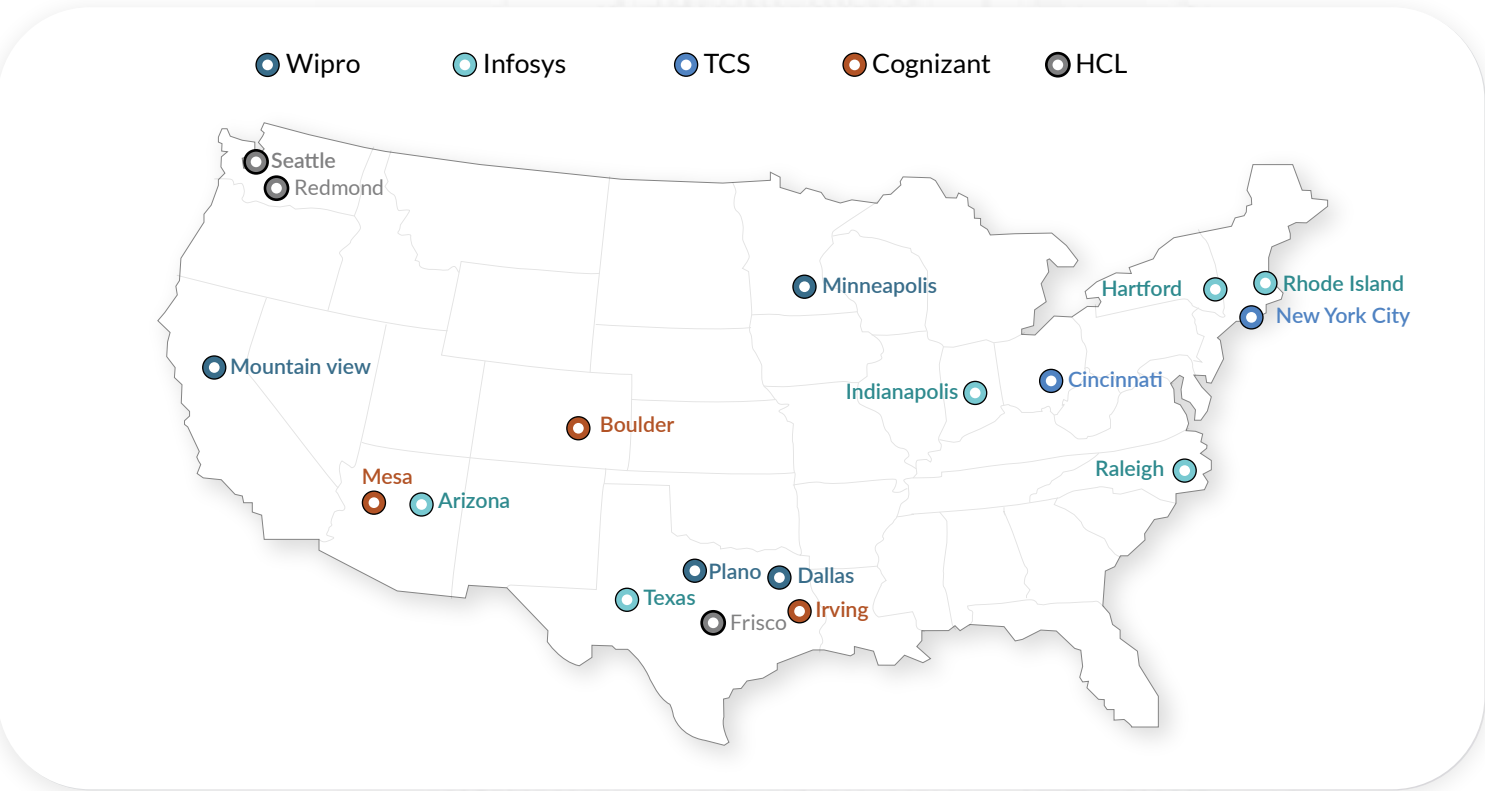 Wipro
Infosys
TCS
Cognizant
HCL
Seattle
Redmond
Minneapolis
Hartford
Rhode Island
New York City
Mountain view
Indianapolis
Cincinnati
Boulder
Raleigh
Mesa
Arizona
Plano
Dallas
Texas
Irving
Frisco